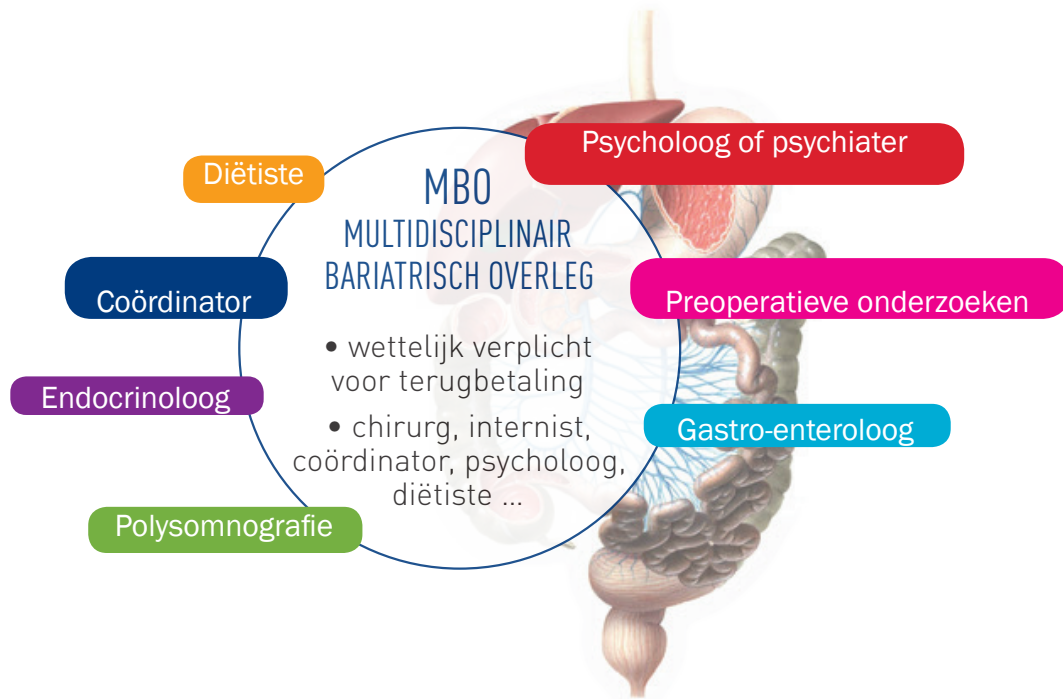 Psycholoog of psychiater
Diëtiste
MBO
MULTIDISCIPLINAIR
BARIATRISCH OVERLEG
Coördinator
Preoperatieve onderzoeken
• wettelijk verplicht
voor terugbetaling
Endocrinoloog
• chirurg, internist,
coördinator, psycholoog,
diëtiste ...
Gastro-enteroloog
Polysomnografie